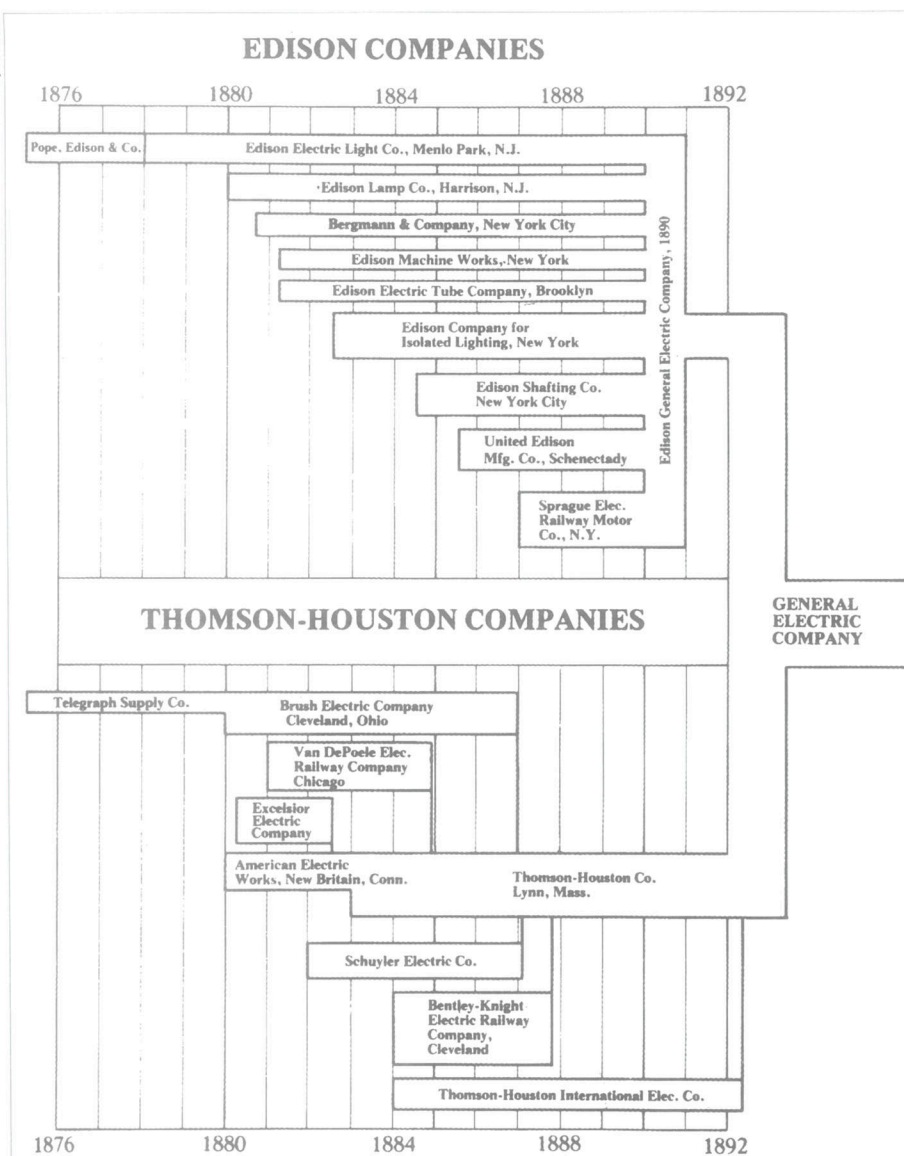 EDISON COMPANIES
1876 1880 1884 1888 1892
Pope, Edison & Co.
Edison Electric Light Co., Menlo Park, N.J.
Edison Lamp Co., Harrison, N.J.
Bergmann & Company, New York City
Edison Machine Works, New York
Edison Electric Tube Company, Brooklyn
Edison Company for
Isolated Lighting, New York
Edison Shafting Co.
New York City
United Edison
Mfg. Co., Schenectady
Sprague Elec.
Railway Motor
Co., N.Y.
Edison General Electric Company, 1890
THOMSON-HOUSTON COMPANIES
GENERAL
ELECTRIC
COMPANY
Telegraph Supply Co.
Brush Electric Company
Cleveland, Ohio
Van DePoele Elec.
Railway Company
Chicago
Excelsior
Electric
Company
American Electric
Works, New Britain, Conn.
Thomson-Houston Co.
Lynn, Mass.
Schuyler Electric Co.
Bentley-Knight
Electric Railway
Company,
Cleveland
Thomson-Houston International Elec. Co.
1876 1880 1884 1888 1892